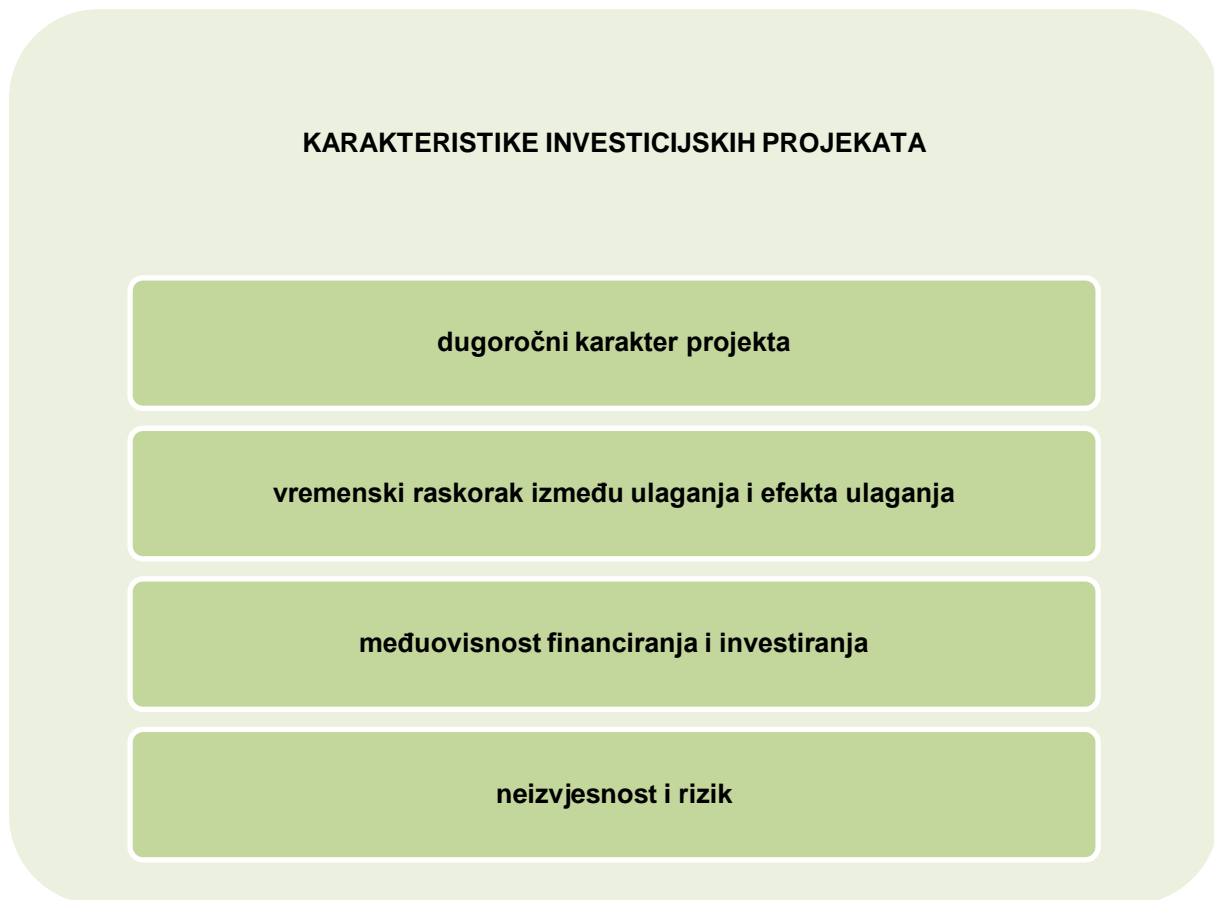 KARAKTERISTIKE INVESTICIJSKIH PROJEKATA
dugoročni karakter projekta
vremenski raskorak između ulaganja i efekta ulaganja
međuovisnost financiranja i investiranja
neizvjesnost i rizik